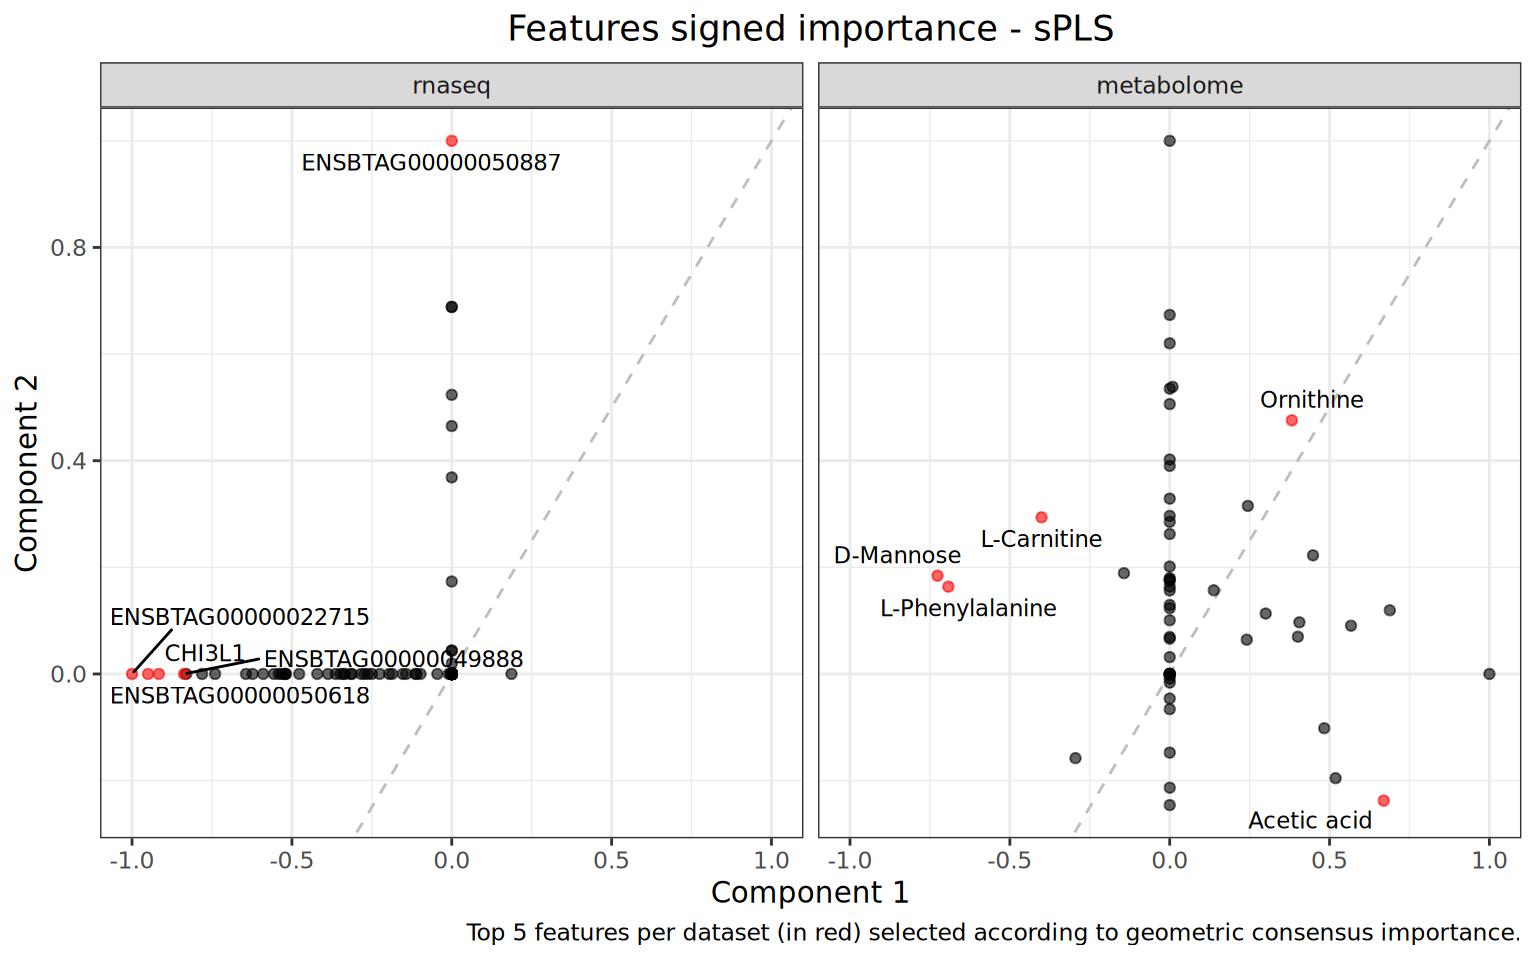 Features signed importance - sPLS
rnaseq
metabolome
Component 2
0.8
0.4
0.0
ENSBTAG00000050887
ENSBTAG00000022715
CHI3L1
ENSBTAG00000049888
ENSBTAG00000050618
Ornithine
L-Carnitine
D-Mannose
L-Phenylalanine
Acetic acid
-1.0 -0.5 0.0 0.5 1.0
-1.0 -0.5 0.0 0.5 1.0
Component 1
Top 5 features per dataset (in red) selected according to geometric consensus importance.